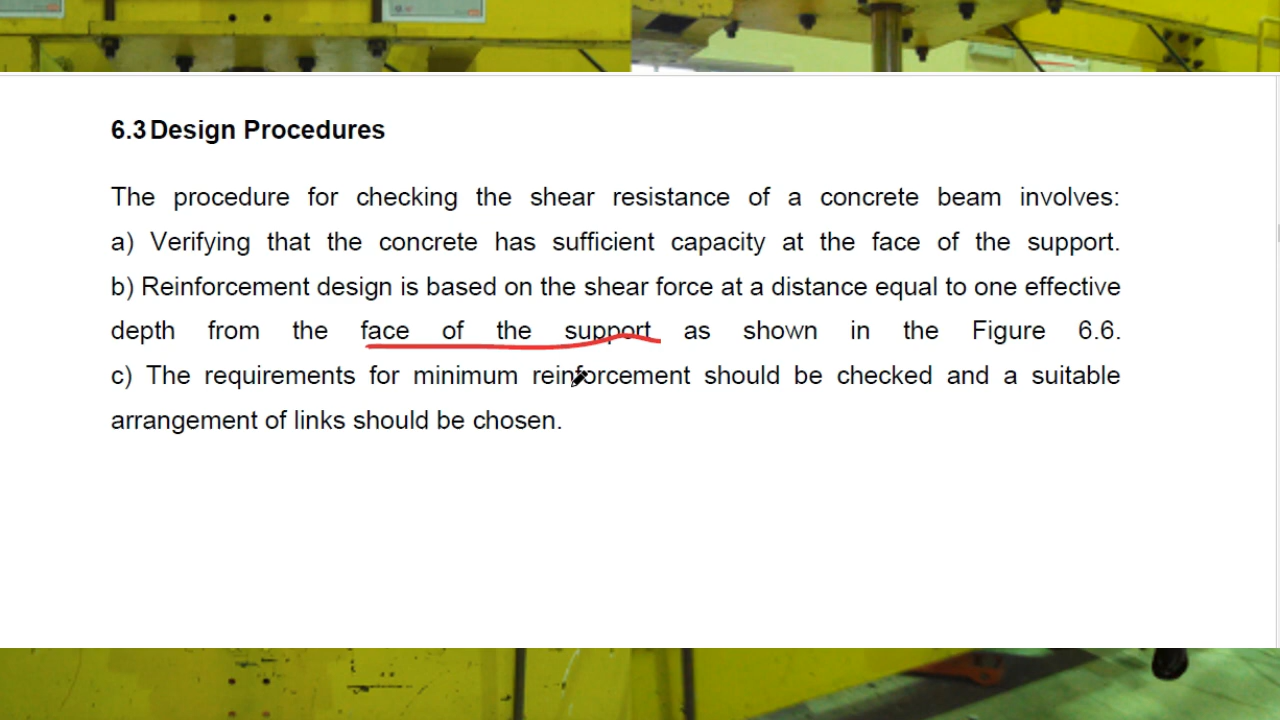 6.3 Design Procedures
The procedure for checking the shear resistance of a concrete beam involves:
a) Verifying that the concrete has sufficient capacity at the face of the support.
b) Reinforcement design is based on the shear force at a distance equal to one effective
depth from the face of the support as shown in the Figure 6.6.
c) The requirements for minimum reinforcement should be checked and a suitable
arrangement of links should be chosen.